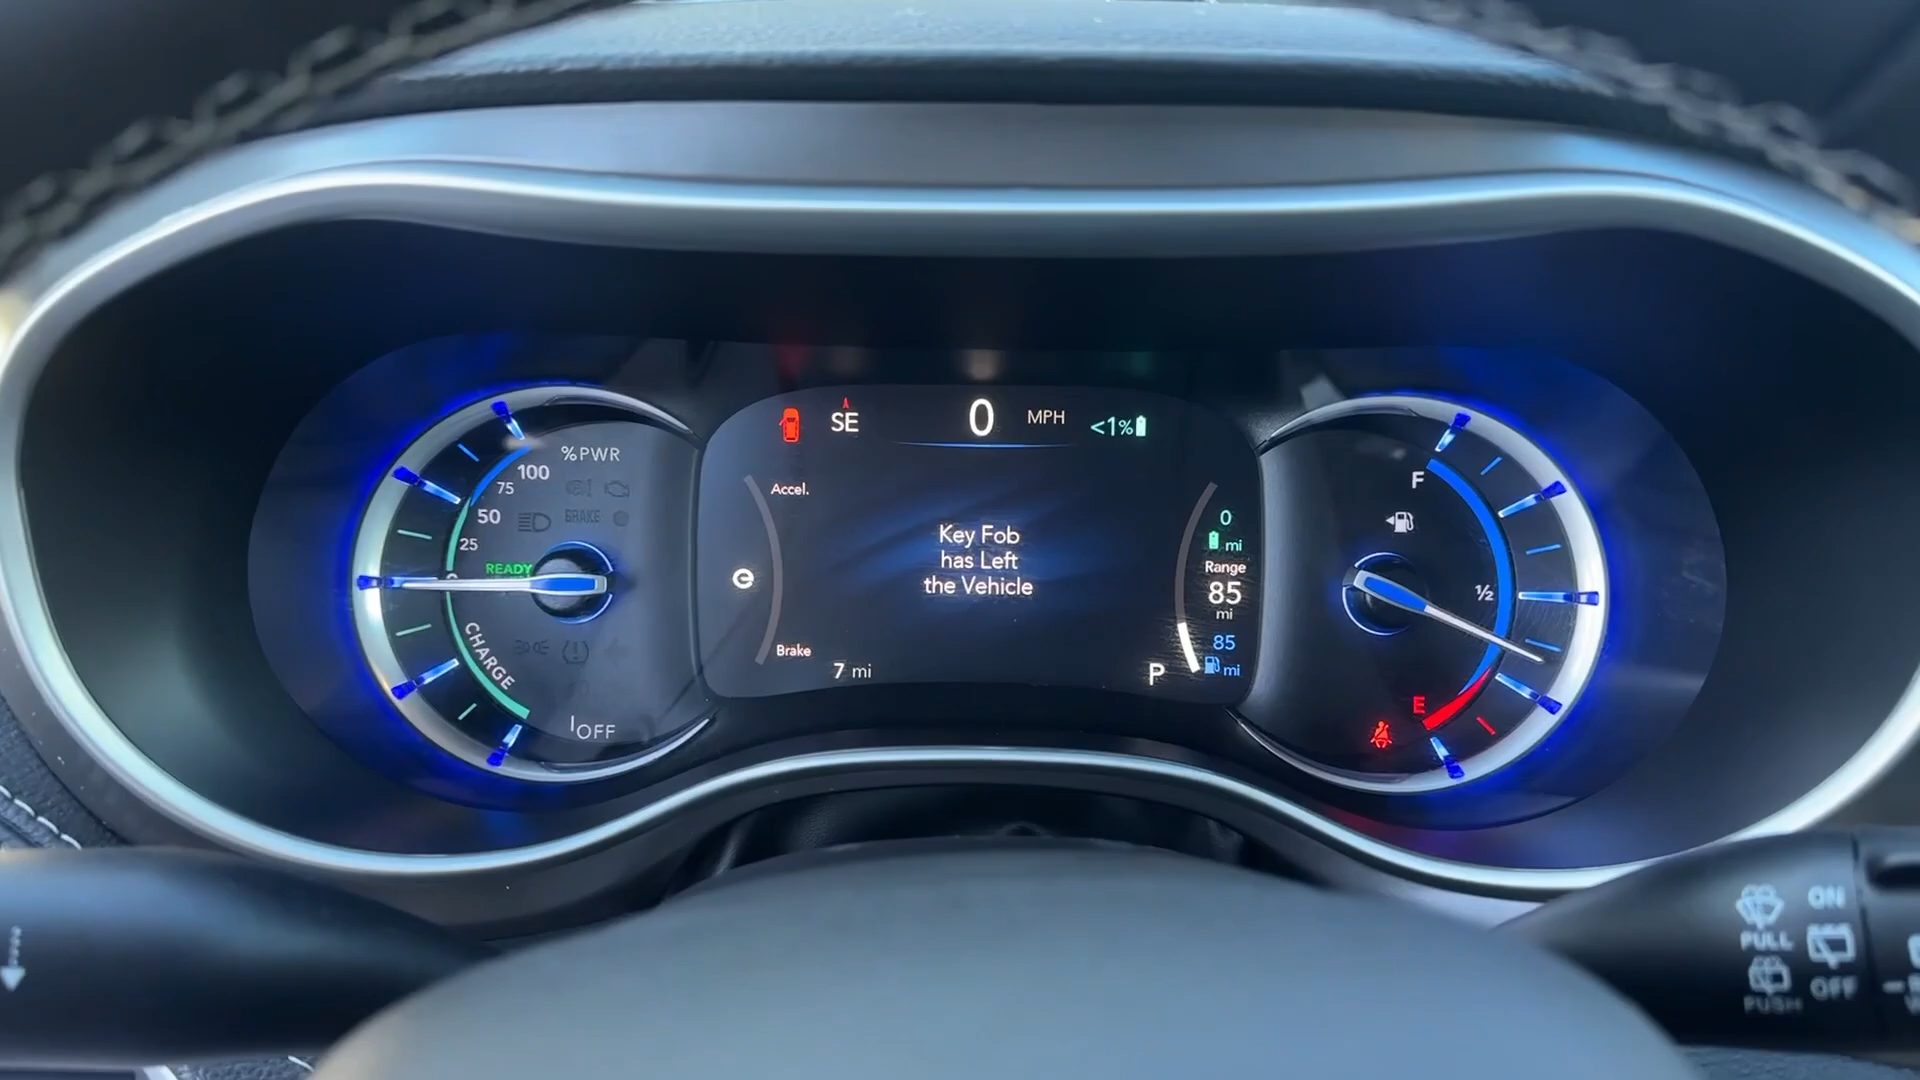 SE
0 MPH
<1%
%PWR
100
75
50
25
READY
BRAKE
CHARGE
OFF
Accel.
Brake
Key Fob
has Left
the Vehicle
7 mi
P
0
mi
Range
85
mi
85
mi
F
1/2
E
PULL
PUSH
ON
OFF